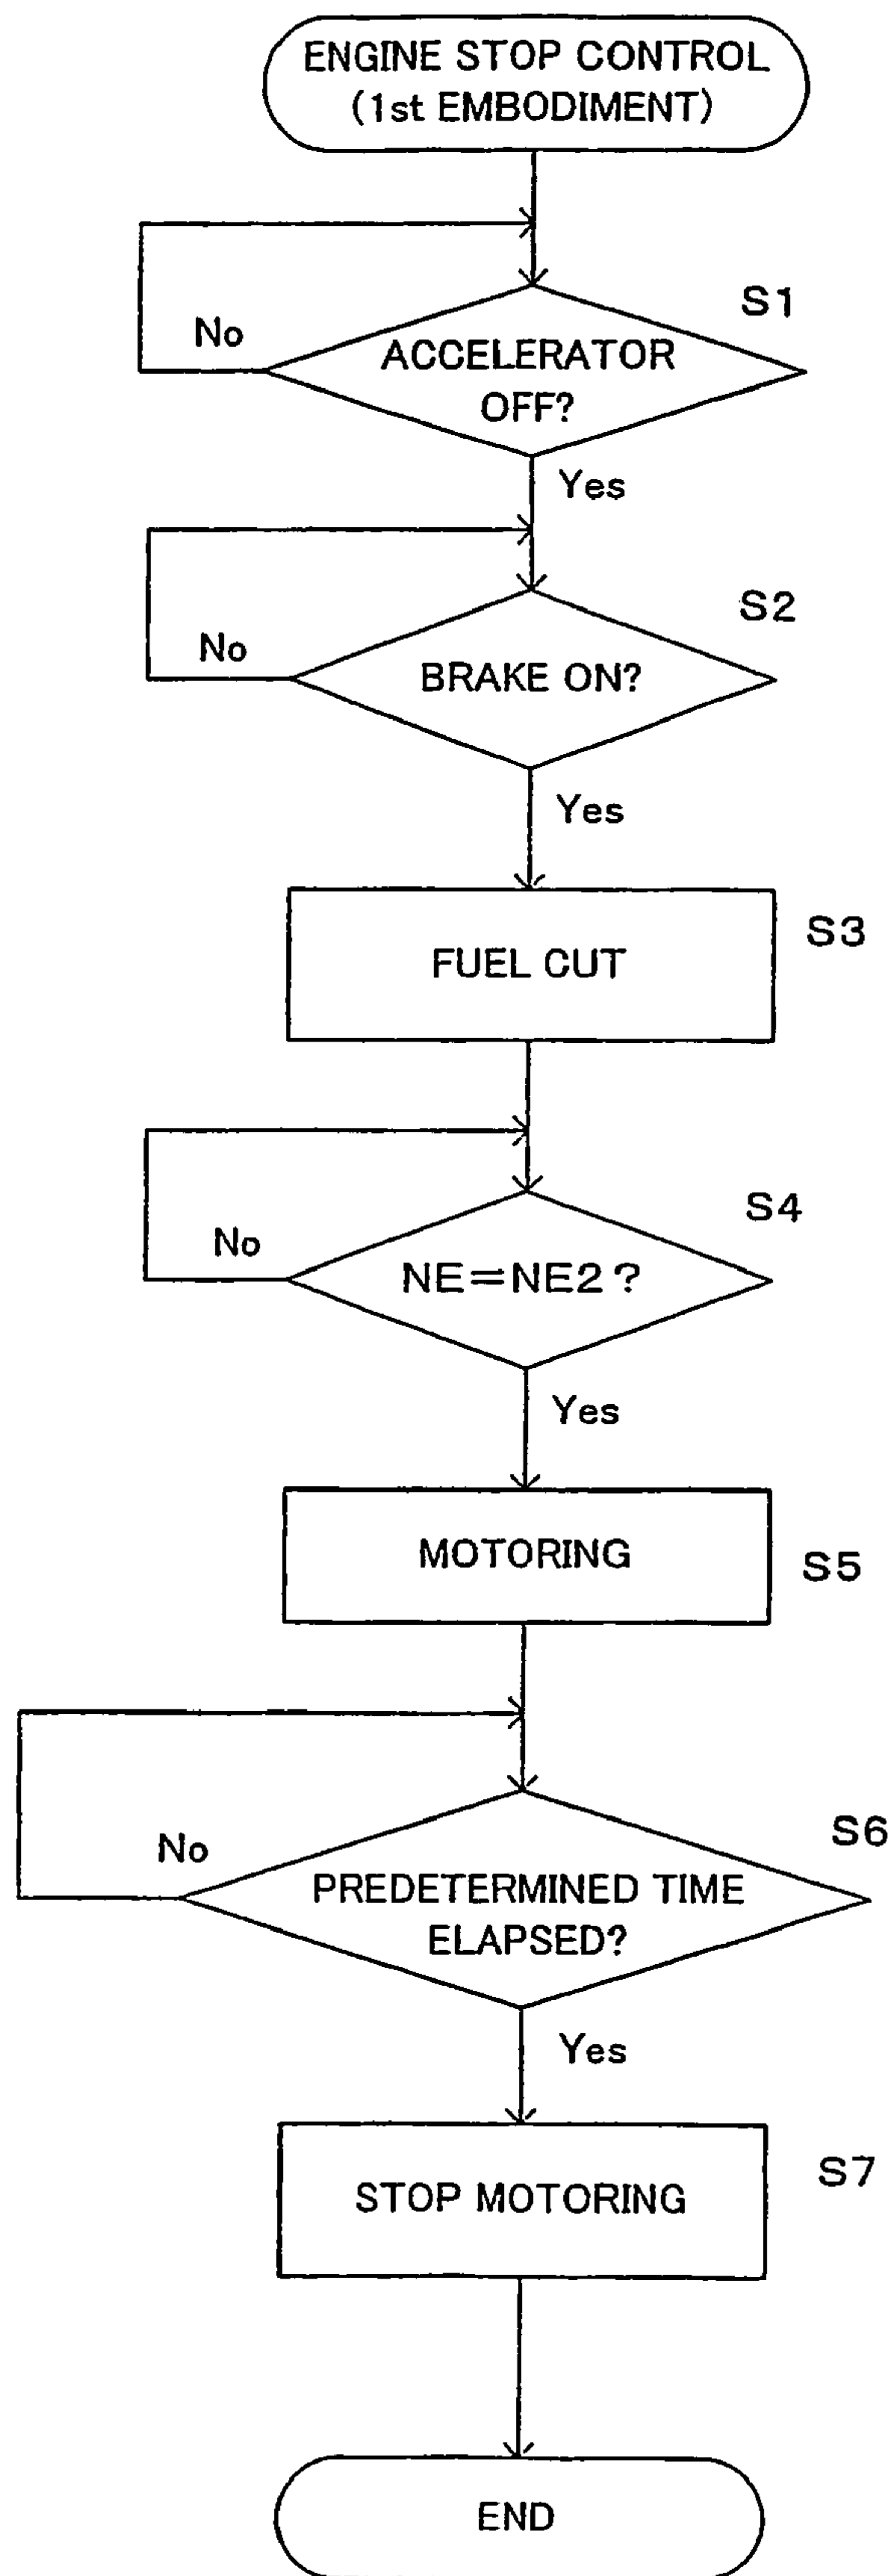 ENGINE STOP CONTROL
(1st EMBODIMENT)
S1
No
ACCELERATOR
OFF?
Yes
S2
No
BRAKE ON?
Yes
S3
FUEL CUT
S4
No
NE=NE2?
Yes
MOTORING
S5
S6
No
PREDETERMINED TIME
ELAPSED?
Yes
S7
STOP MOTORING
END